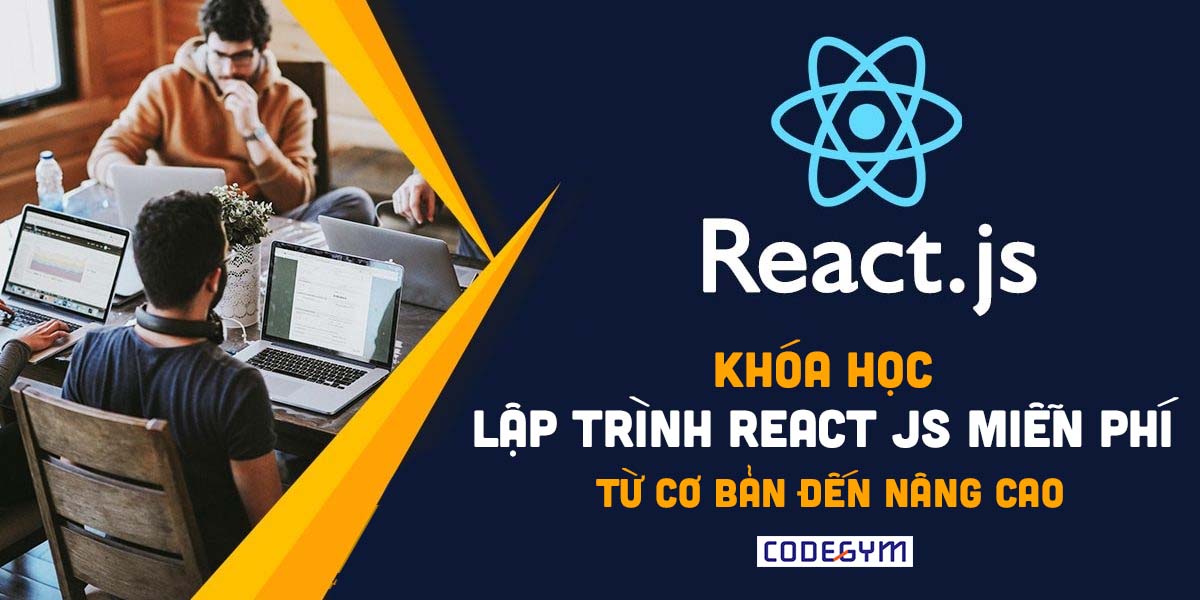 React.js
KHÓA HỌC
LẬP TRÌNH REACT JS MIỄN PHÍ
TỪ CƠ BẢN ĐẾN NÂNG CAO
CODEGYM